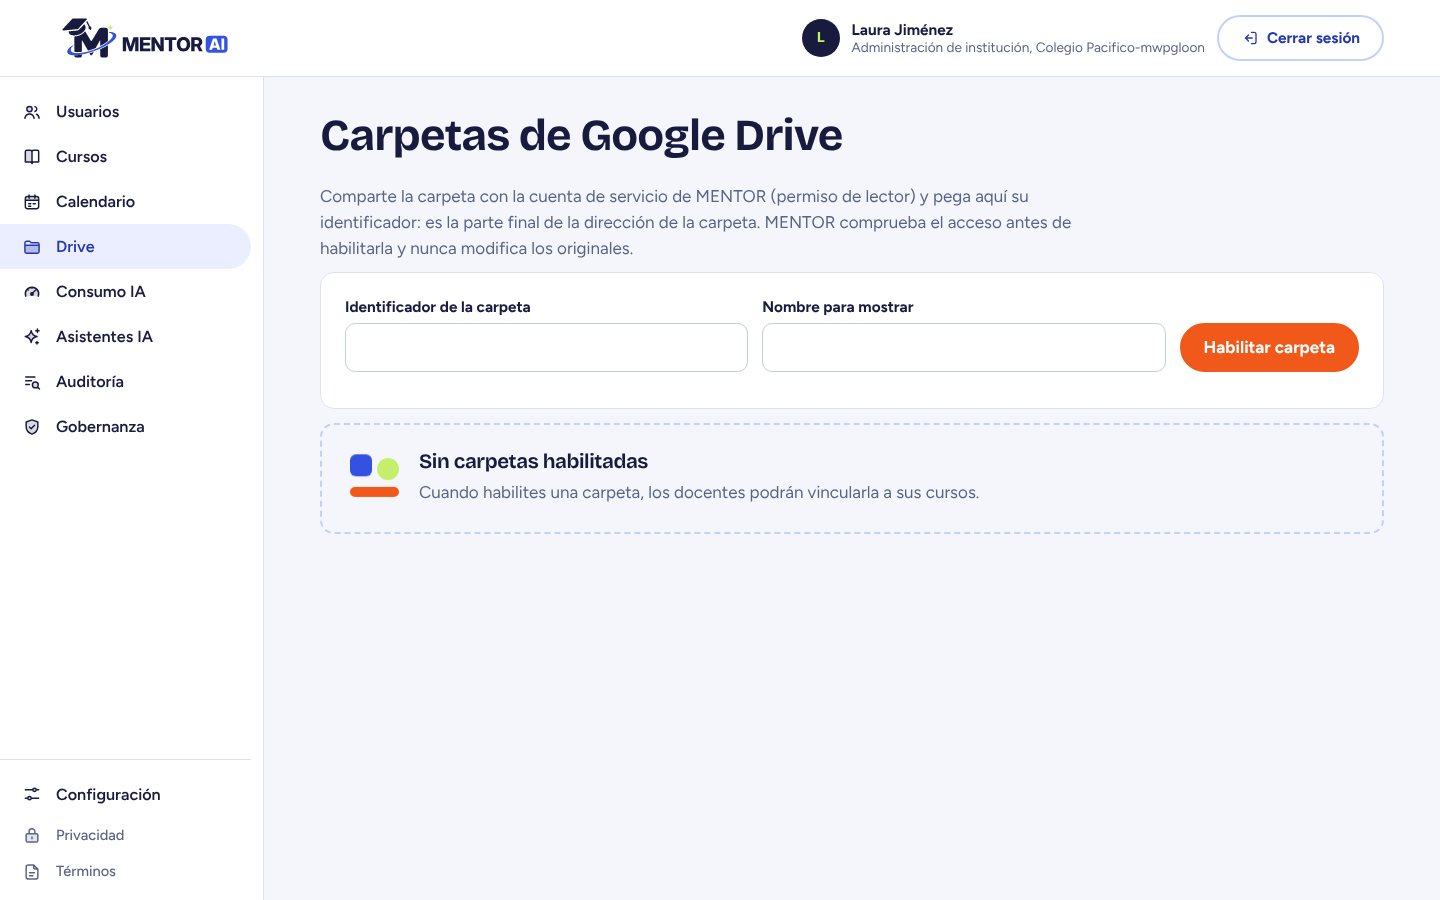 MENTOR AI
L
Laura Jiménez
Administración de institución, Colegio Pacifico-mwpgloon
Cerrar sesión
Usuarios
Cursos
Calendario
Drive
Consumo IA
Asistentes IA
Auditoría
Gobernanza
Configuración
Privacidad
Términos
Carpetas de Google Drive
Comparte la carpeta con la cuenta de servicio de MENTOR (permiso de lector) y pega aquí su
identificador: es la parte final de la dirección de la carpeta. MENTOR comprueba el acceso antes de
habilitarla y nunca modifica los originales.
Identificador de la carpeta
Nombre para mostrar
Habilitar carpeta
Sin carpetas habilitadas
Cuando habilites una carpeta, los docentes podrán vincularla a sus cursos.